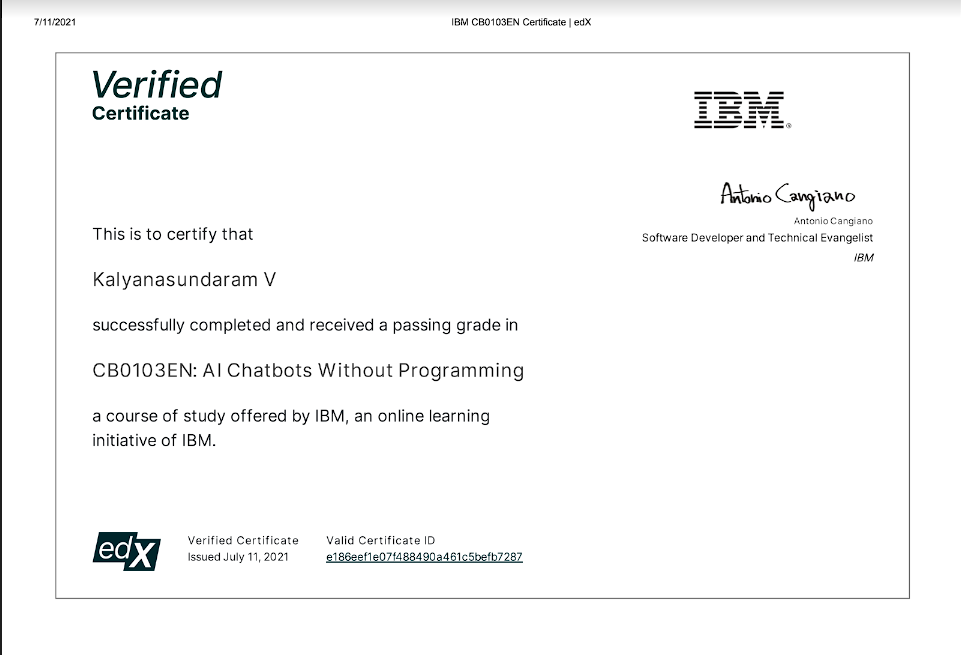 7/11/2021
IBM CB0103EN Certificate | edX
Verified
Certificate
IBM®
Antonio Cangiano
Antonio Cangiano
Software Developer and Technical Evangelist
IBM
This is to certify that
Kalyanasundaram V
successfully completed and received a passing grade in
CB0103EN: AI Chatbots Without Programming
a course of study offered by IBM, an online learning
initiative of IBM.
edX
Verified Certificate
Issued July 11, 2021
Valid Certificate ID
e186eef1e07f488490a461c5befb7287